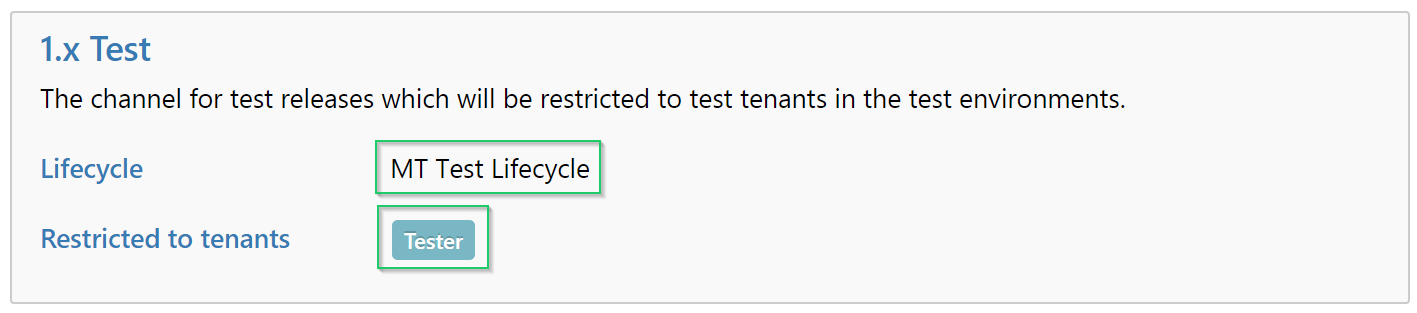 1.x Test
The channel for test releases which will be restricted to test tenants in the test environments.
Lifecycle MT Test Lifecycle
Restricted to tenants Tester